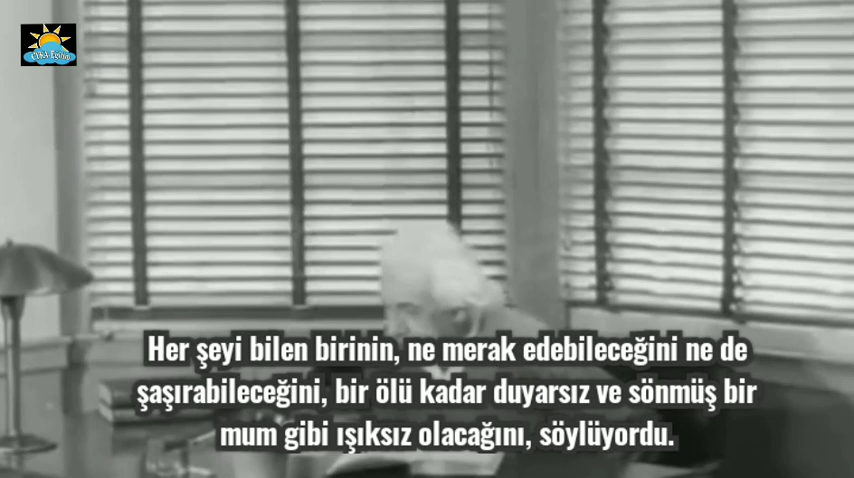 Her şeyi bilen birinin, ne merak edebileceğini ne de
şaşırabileceğini, bir ölü kadar duyarsız ve sönmüş bir
mum gibi ışıksız olacağını, söylüyordu.